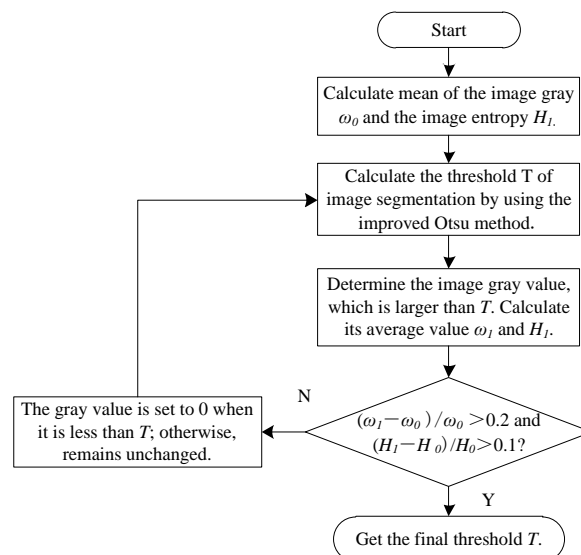 Start
Calculate mean of the image gray
ω0 and the image entropy H1.
Calculate the threshold T of
image segmentation by using the
improved Otsu method.
Determine the image gray value,
which is larger than T. Calculate
its average value ω1 and H1.
N
The gray value is set to 0 when
it is less than T; otherwise,
remains unchanged.
(ω1－ω0)/ω0 >0.2 and
(H1－H0)/H0>0.1?
Y
Get the final threshold T.